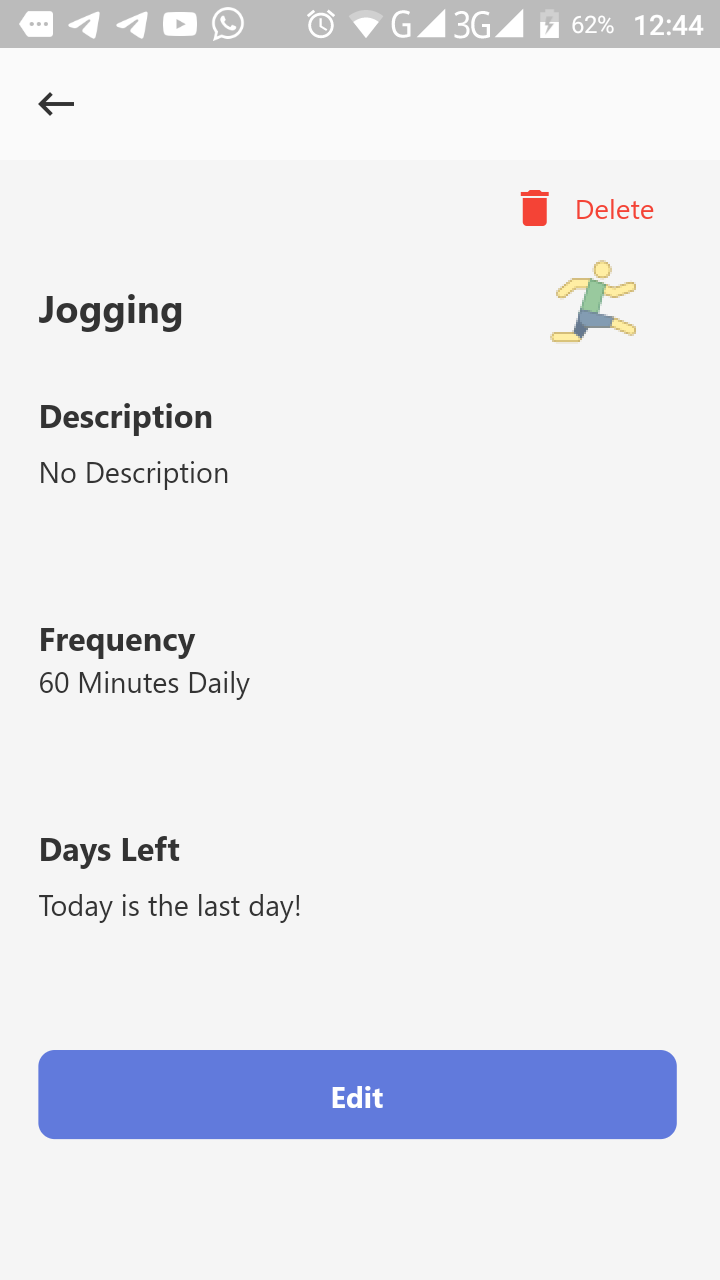 G 3G 62% 12:44
Delete
Jogging
Description
No Description
Frequency
60 Minutes Daily
Days Left
Today is the last day!
Edit